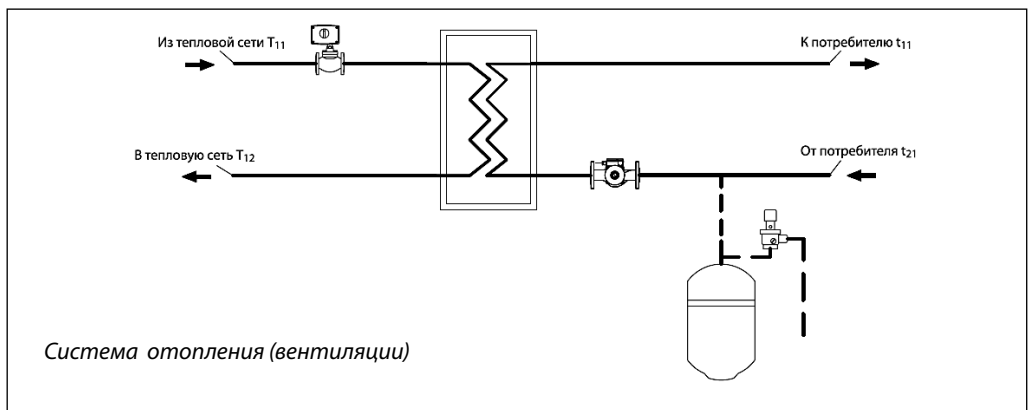 Из тепловой сети T₁₁
К потребителю t₁₁
В тепловую сеть T₁₂
От потребителя t₂₁
Система отопления (вентиляции)